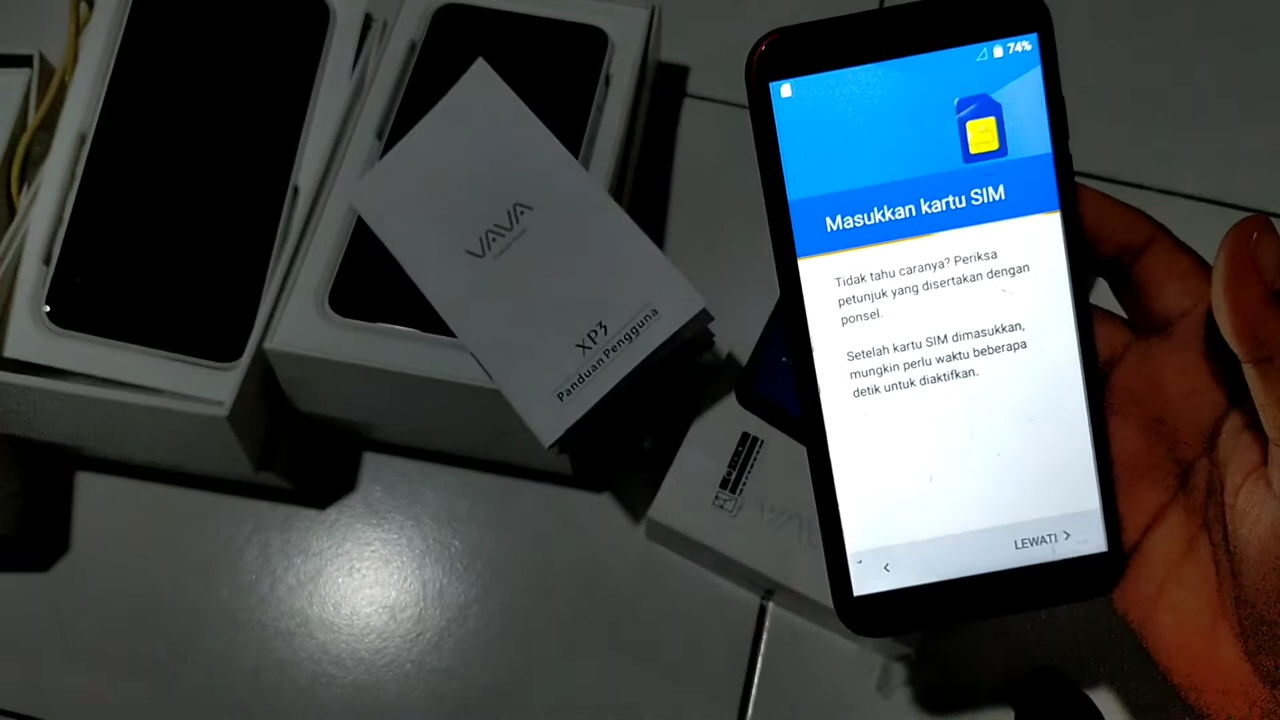 VAVA
XP3
Panduan Pengguna
74%
Masukkan kartu SIM
Tidak tahu caranya? Periksa
petunjuk yang disertakan dengan
ponsel.
Setelah kartu SIM dimasukkan,
mungkin perlu waktu beberapa
detik untuk diaktifkan.
LEWATI